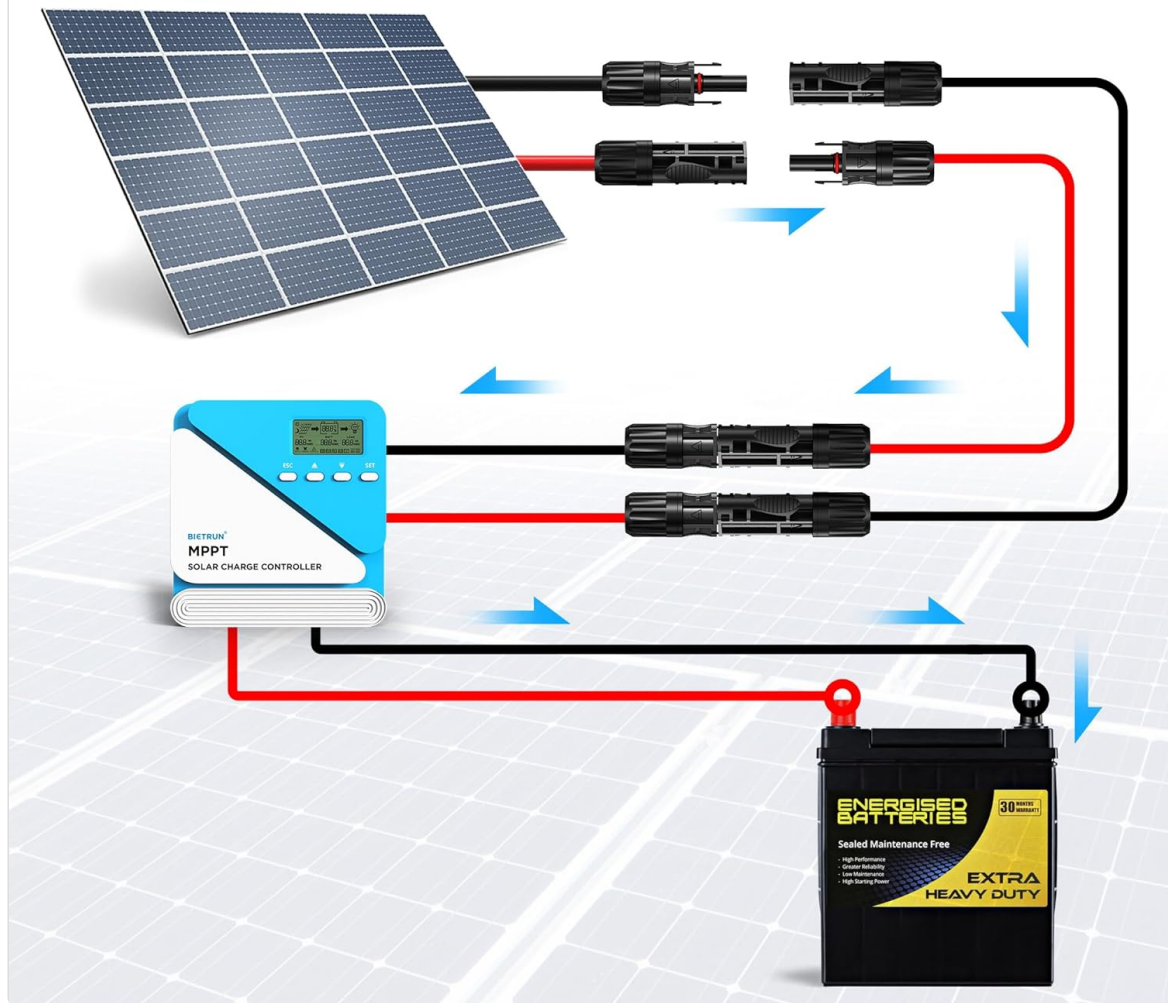 ESC ▲ ▼ SET
BIETRUN®
MPPT
SOLAR CHARGE CONTROLLER
ENERGISED
BATTERIES
30 MONTHS
WARRANTY
Sealed Maintenance Free
- High Performance
- Greater Reliability
- Low Maintenance
- High Starting Power
EXTRA
HEAVY DUTY